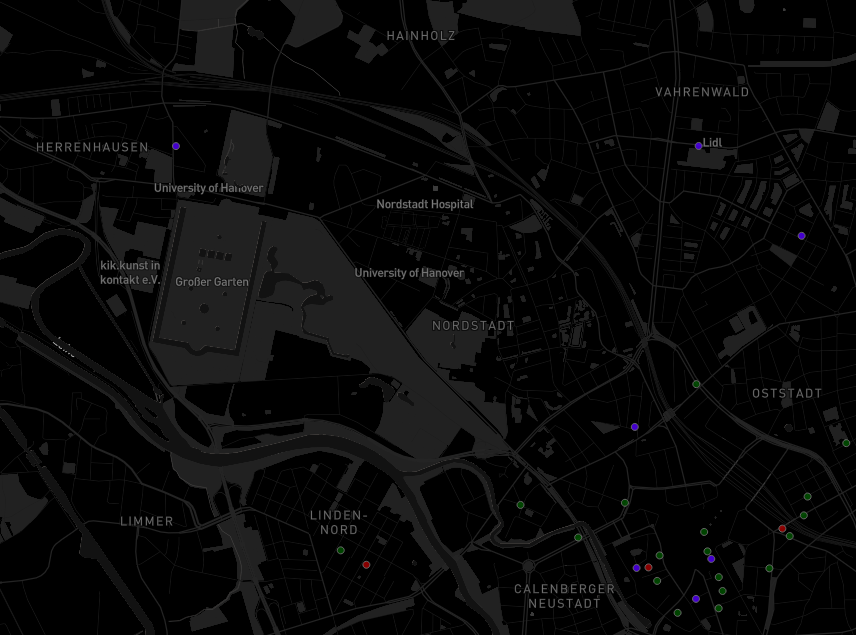 HAINHOLZ
VAHRENWALD
HERRENHAUSEN
Lidl
University of Hanover
Nordstadt Hospital
kik.kunst in
kontakt e.V.
Großer Garten
University of Hanover
NORDSTADT
OSTSTADT
LIMMER
LINDEN-
NORD
CALENBERGER
NEUSTADT